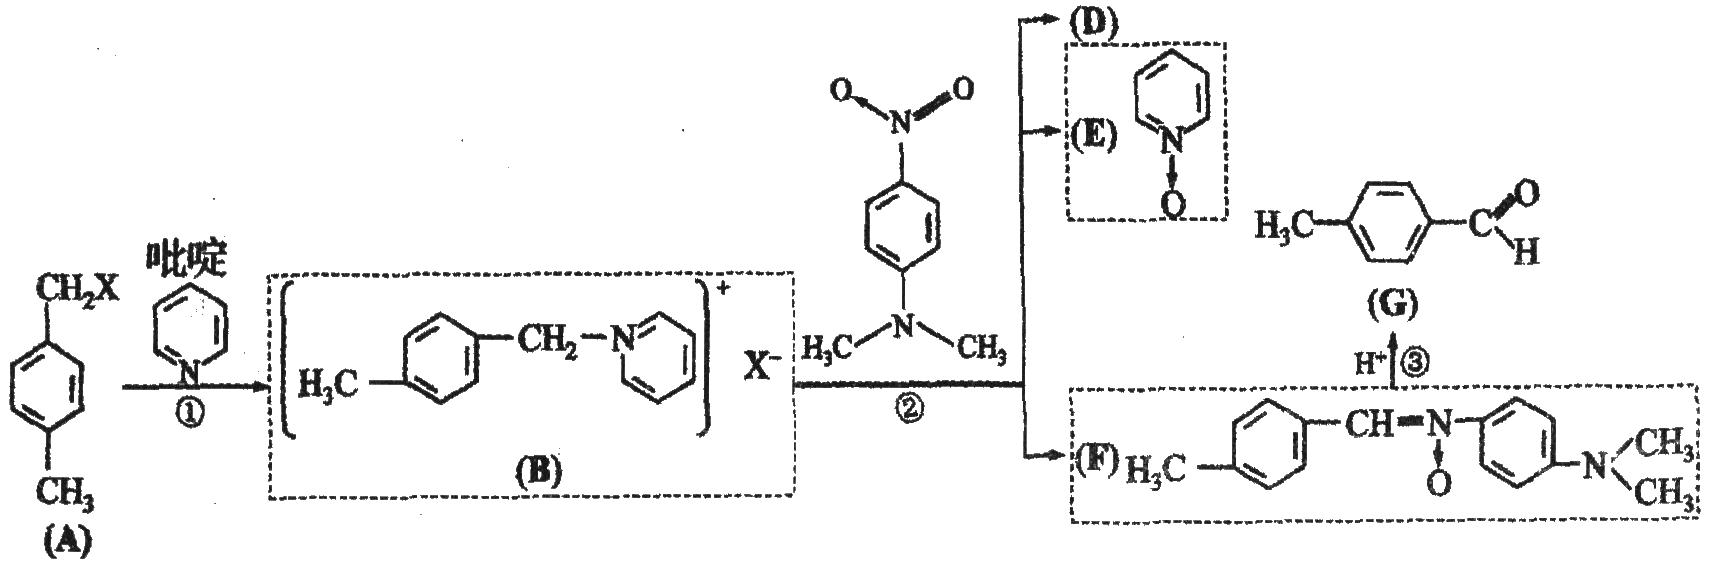 CH₂X
CH₃
(A)
吡啶
N
①
H₃C
CH₂
N
+
X⁻
(B)
O
N
O
H₃C
N
CH₃
②
(D)
(E)
N
O
H₃C
C
O
H
(G)
H⁺
③
(F)
H₃C
CH
N
O
N
CH₃
CH₃